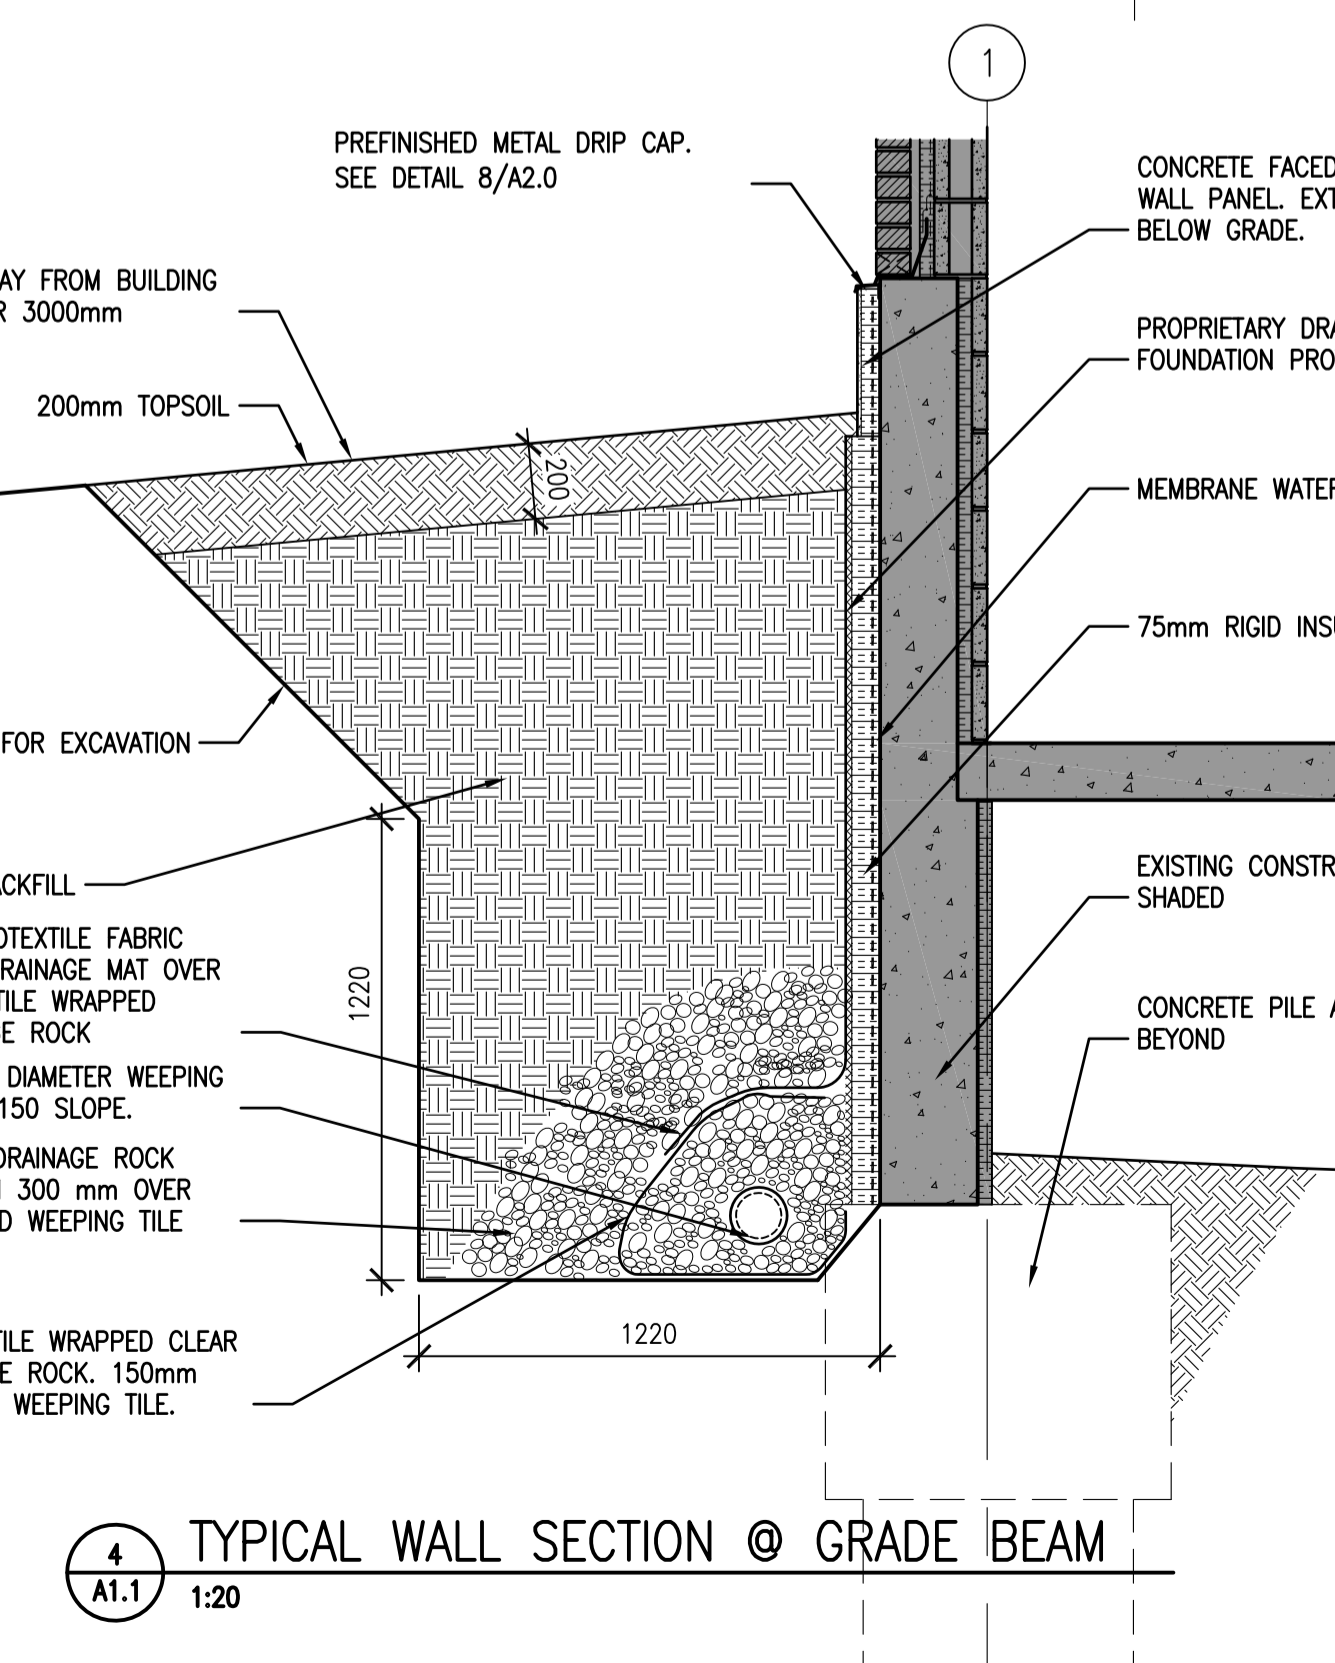 1
PREFINISHED METAL DRIP CAP.
SEE DETAIL 8/A2.0
CONCRETE FACED
WALL PANEL. EXT
BELOW GRADE.
AY FROM BUILDING
R 3000mm
PROPRIETARY DRA
FOUNDATION PRO
200mm TOPSOIL
200
MEMBRANE WATER
75mm RIGID INSU
FOR EXCAVATION
ACKFILL
EXISTING CONSTR
SHADED
OTEXTILE FABRIC
RAINAGE MAT OVER
TILE WRAPPED
E ROCK
1220
CONCRETE PILE A
BEYOND
DIAMETER WEEPING
150 SLOPE.
DRAINAGE ROCK
300 mm OVER
D WEEPING TILE
1220
TILE WRAPPED CLEAR
E ROCK. 150mm
WEEPING TILE.
4
A1.1
TYPICAL WALL SECTION @ GRADE BEAM
1:20